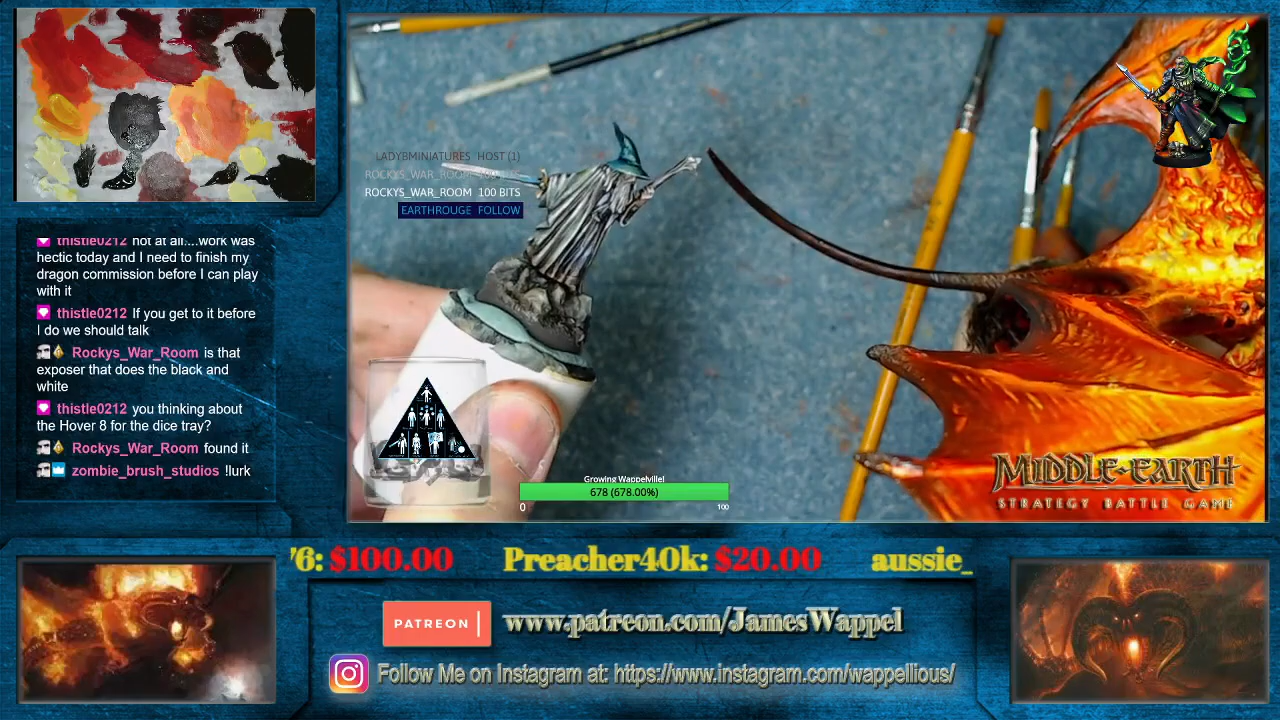 thistle0212 not at all....work was
hectic today and I need to finish my
dragon commission before I can play
with it
thistle0212 If you get to it before
I do we should talk
Rockys_War_Room is that
exposer that does the black and
white
thistle0212 you thinking about
the Hover 8 for the dice tray?
Rockys_War_Room found it
zombie_brush_studios !lurk
LADYBMINIATURES HOST (1)
ROCKYS_WAR_ROOM BITS
ROCKYS_WAR_ROOM 100 BITS
EARTHROUGE FOLLOW
Growing Wappelville!
678 (678.00%)
0 100
MIDDLE-EARTH
STRATEGY BATTLE GAME
6: $100.00 Preacher40k: $20.00 aussie_
PATREON www.patreon.com/JamesWappel
Follow Me on Instagram at: https://www.instagram.com/wappellious/